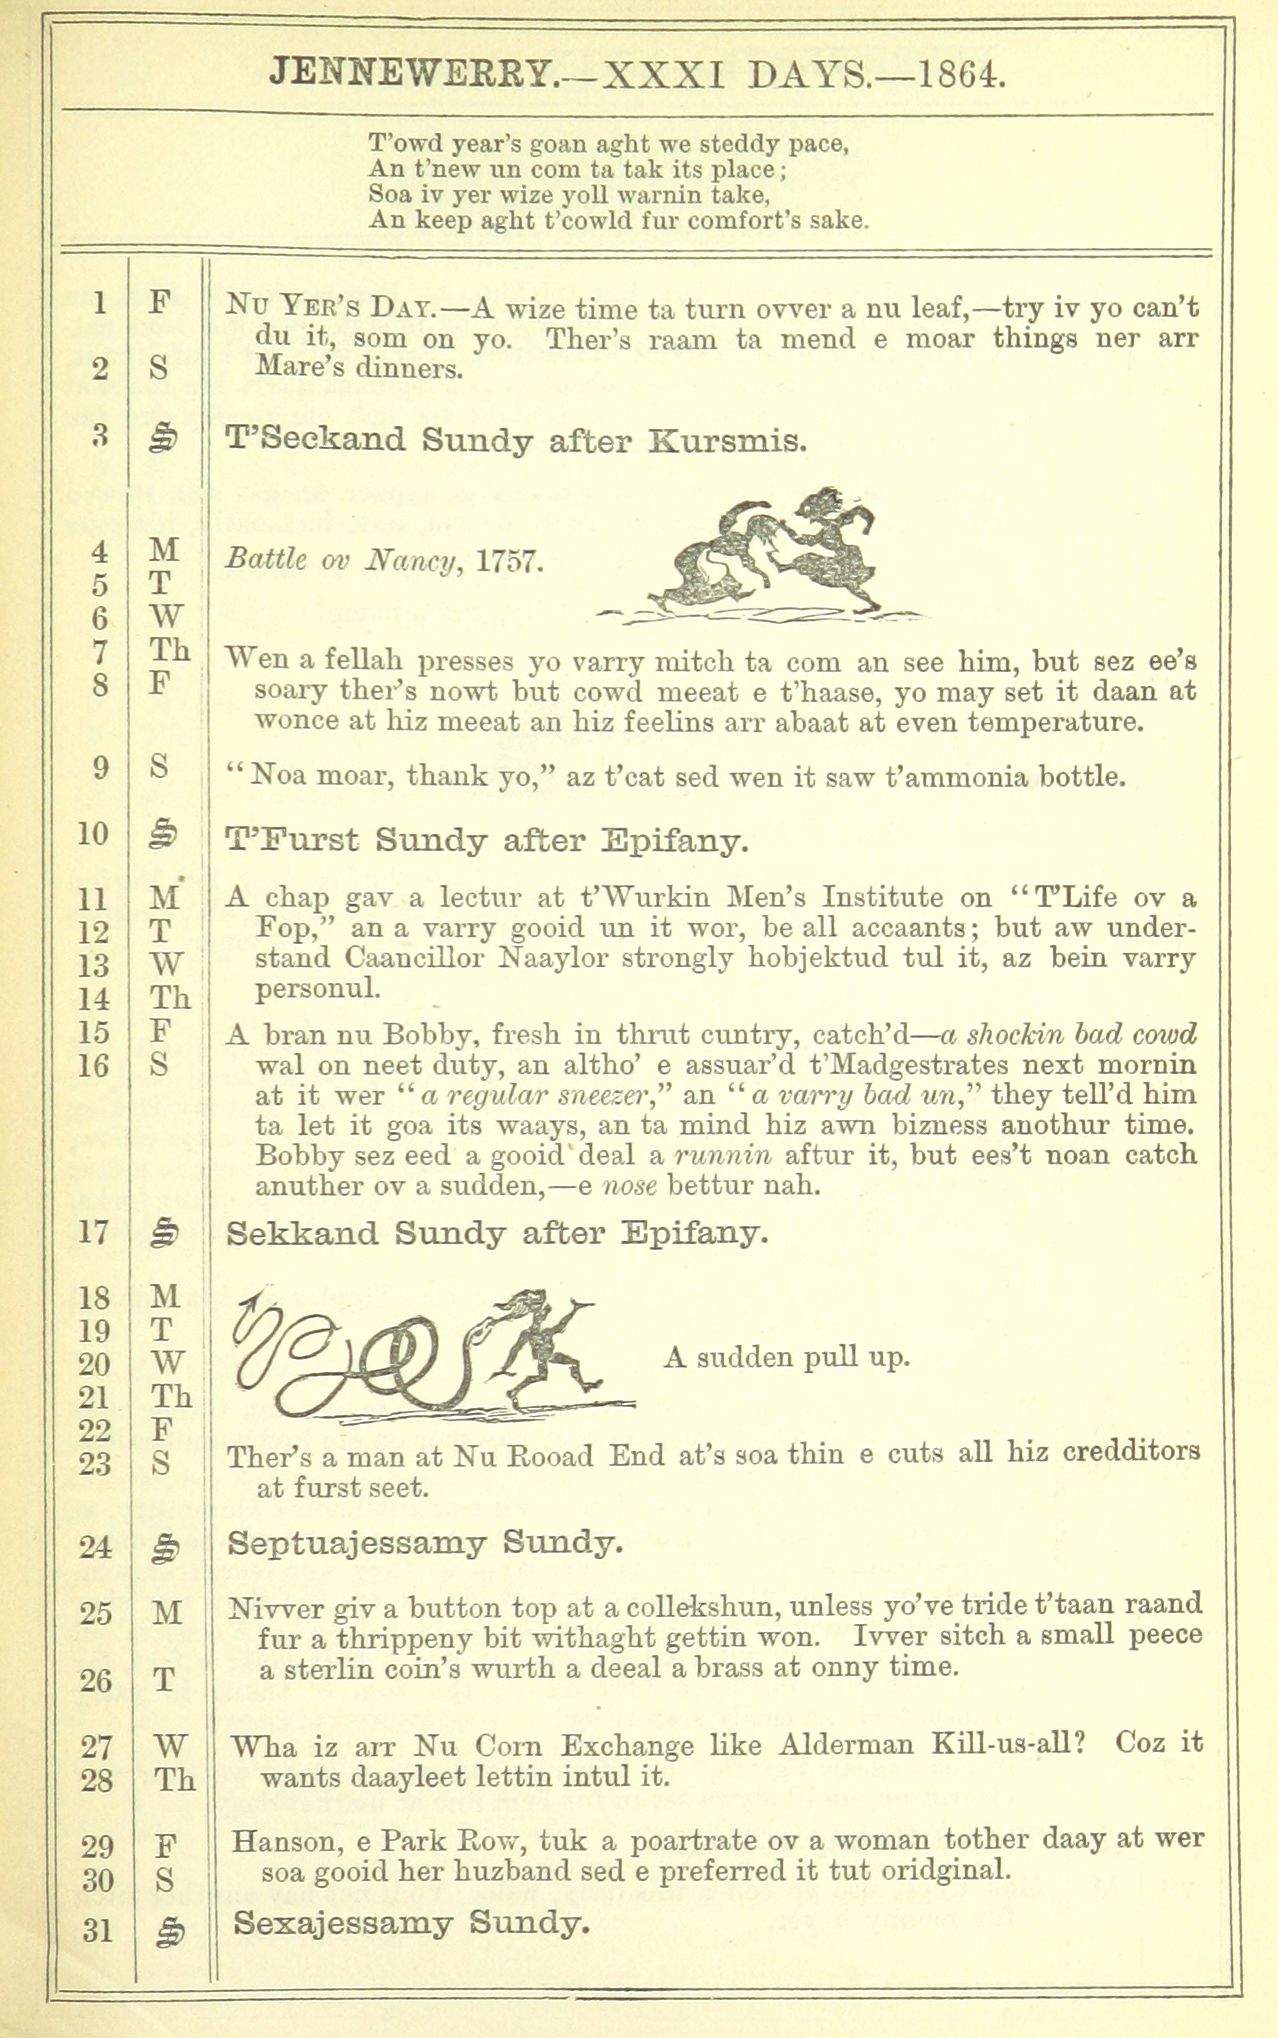 JENNEWERRY.—XXXI DAYS.—1864.
T'owd year's goan aght we steddy pace,
An t'new un com ta tak its place;
Soa iv yer wize yoll warnin take,
An keep aght t'cowld fur comfort's sake.
1 F NU YER'S DAY.—A wize time ta turn ovver a nu leaf,—try iv yo can't
du it, som on yo. Ther's raam ta mend e moar things ner arr
2 S Mare's dinners.
3 S T'Seckand Sundy after Kursmis.
4 M Battle ov Nancy, 1757.
5 T
6 W
7 Th Wen a fellah presses yo varry mitch ta com an see him, but sez ee's
8 F soary ther's nowt but cowd meeat e t'haase, yo may set it daan at
wonce at hiz meeat an hiz feelins arr abaat at even temperature.
9 S "Noa moar, thank yo," az t'cat sed wen it saw t'ammonia bottle.
10 S T'Furst Sundy after Epifany.
11 M A chap gav a lectur at t'Wurkin Men's Institute on "T'Life ov a
12 T Fop," an a varry gooid un it wor, be all accaants; but aw under-
13 W stand Caancillor Naaylor strongly hobjektud tul it, az bein varry
14 Th personul.
15 F A bran nu Bobby, fresh in thrut cuntry, catch'd—a shockin bad cowd
16 S wal on neet duty, an altho' e assuar'd t'Madgestrates next mornin
at it wer "a regular sneezer," an "a varry bad un," they tell'd him
ta let it goa its waays, an ta mind hiz awn bizness anothur time.
Bobby sez eed a gooid deal a runnin aftur it, but ees't noan catch
anuther ov a sudden,—e nose bettur nah.
17 S Sekkand Sundy after Epifany.
18 M
19 T
20 W A sudden pull up.
21 Th
22 F
23 S Ther's a man at Nu Rooad End at's soa thin e cuts all hiz credditors
at furst seet.
24 S Septuajessamy Sundy.
25 M Nivver giv a button top at a collekshun, unless yo've tride t'taan raand
fur a thrippeny bit withaght gettin won. Ivver sitch a small peece
26 T a sterlin coin's wurth a deeal a brass at onny time.
27 W Wha iz arr Nu Corn Exchange like Alderman Kill-us-all? Coz it
28 Th wants daayleet lettin intul it.
29 F Hanson, e Park Row, tuk a poartrate ov a woman tother daay at wer
30 S soa gooid her huzband sed e preferred it tut oridginal.
31 S Sexajessamy Sundy.